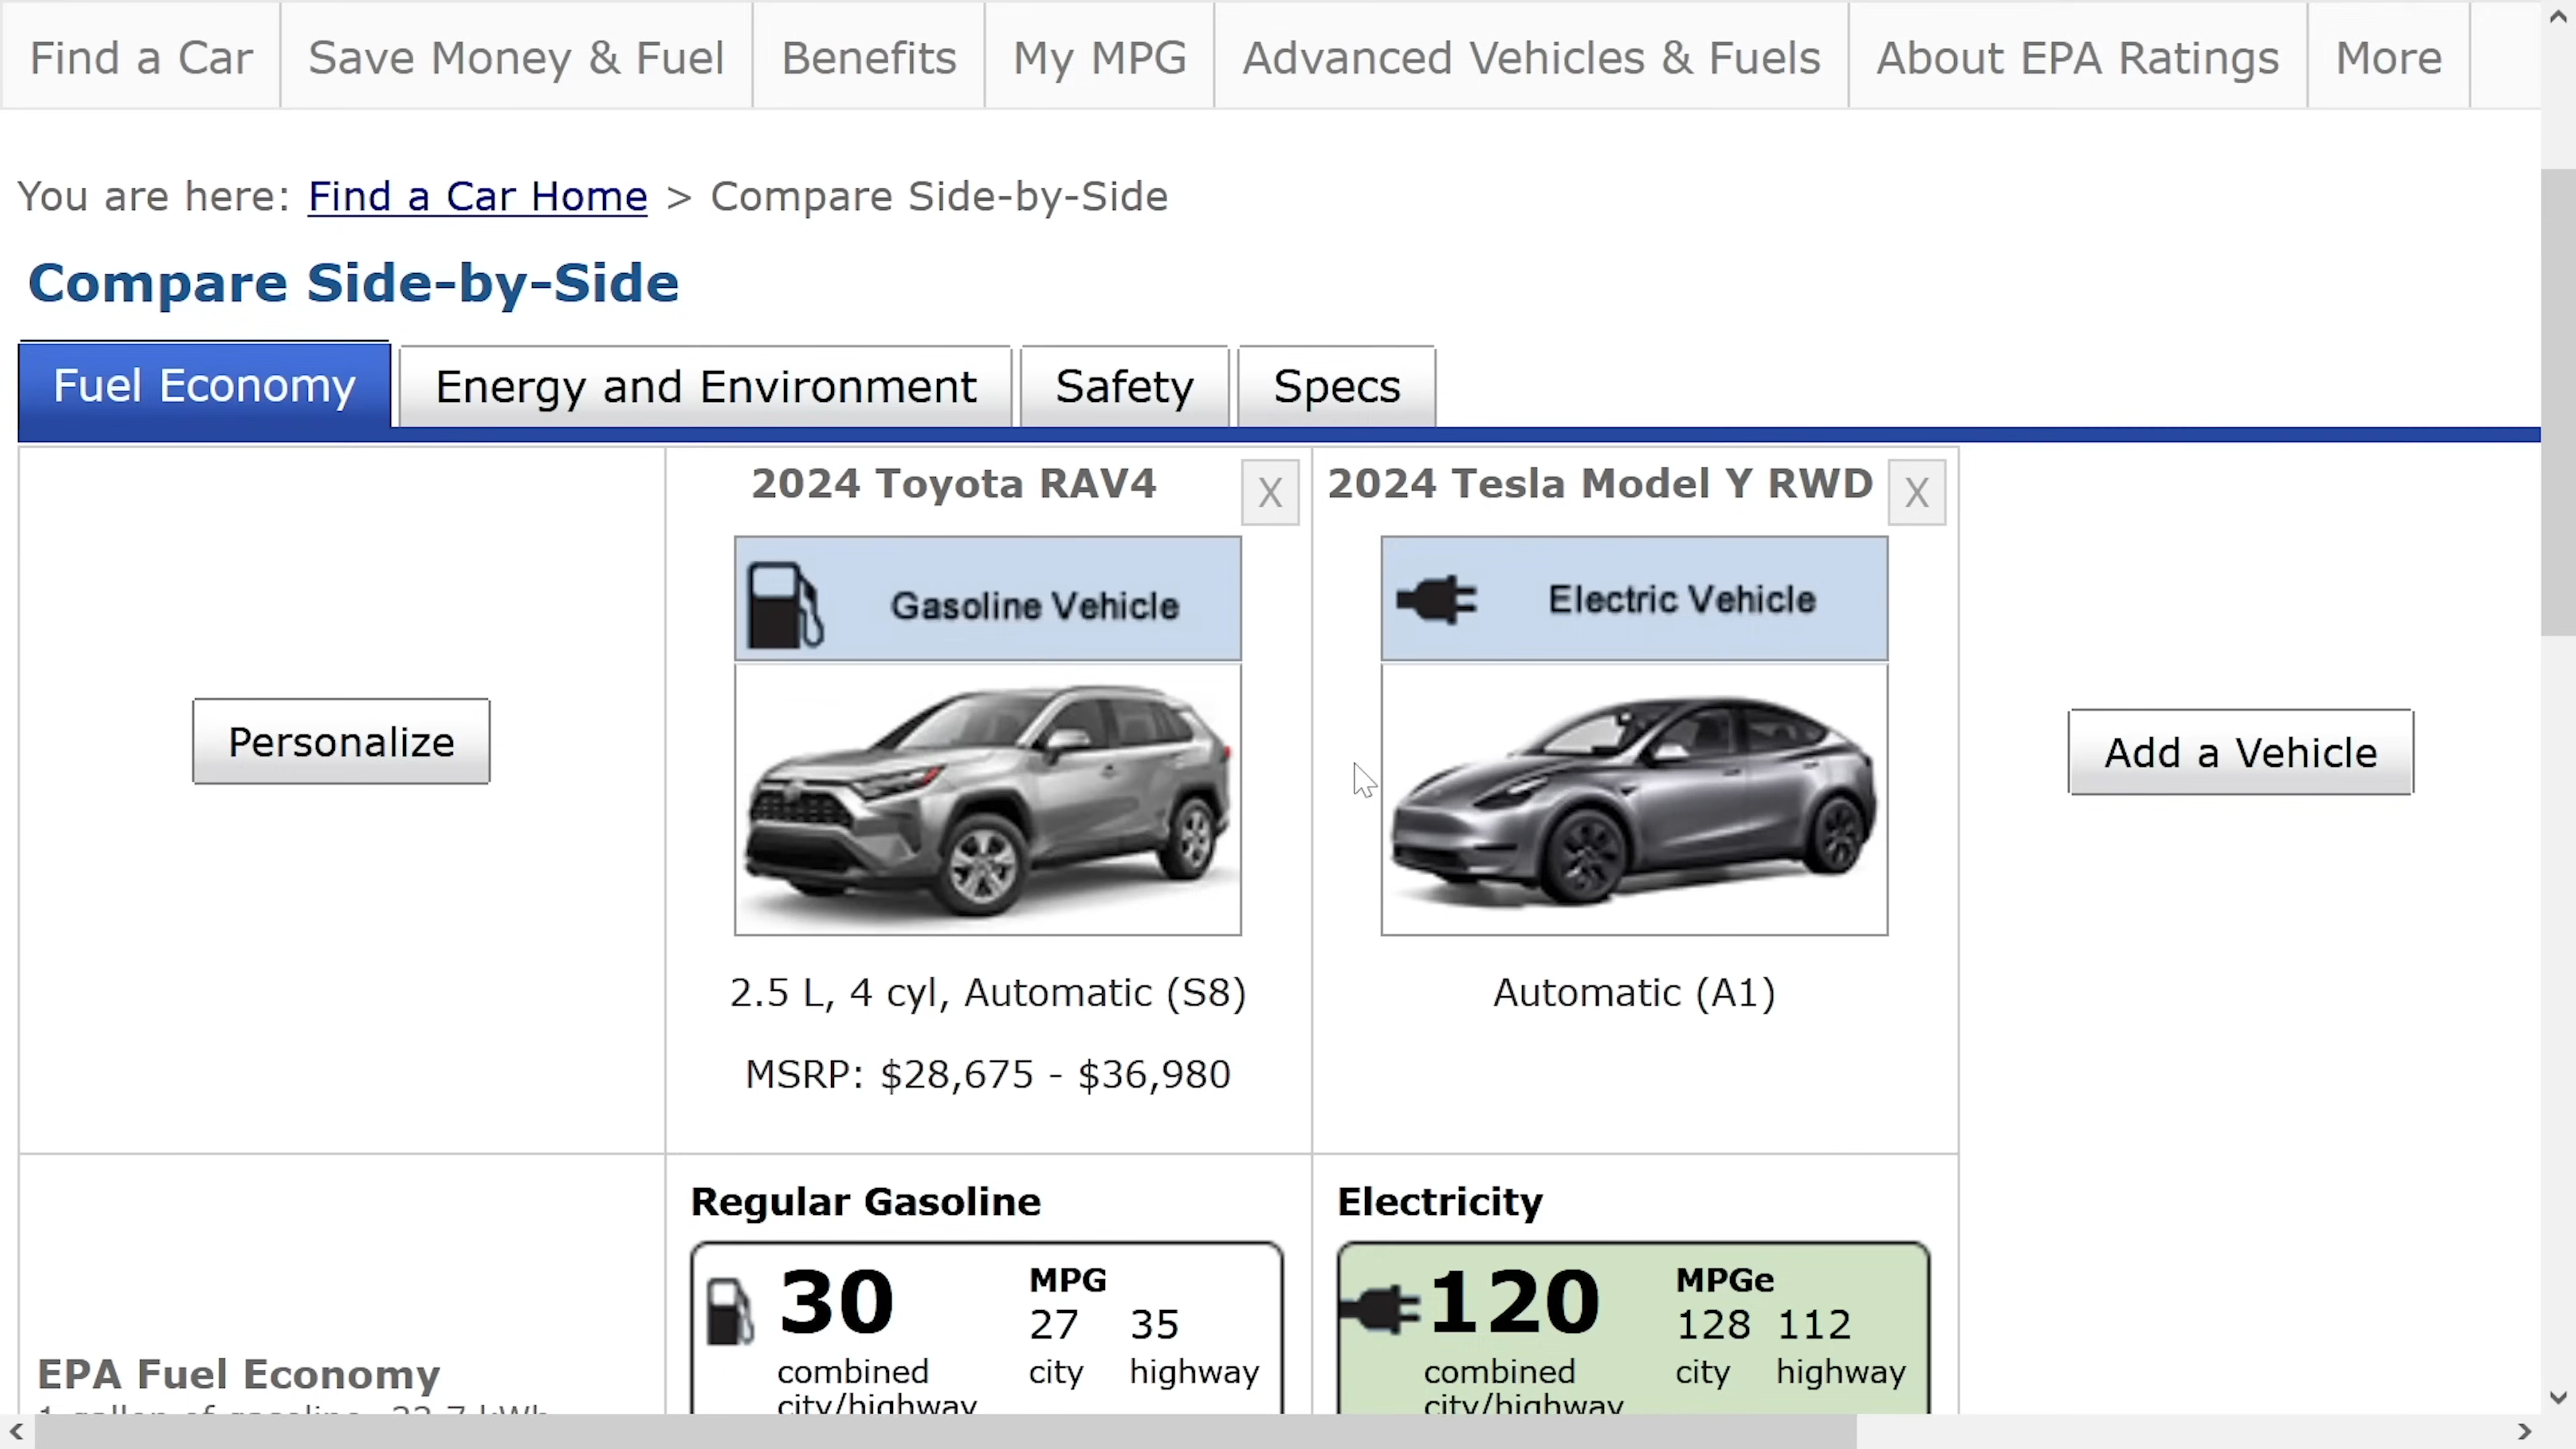 Find a Car
Save Money & Fuel
Benefits
My MPG
Advanced Vehicles & Fuels
About EPA Ratings
More
You are here: Find a Car Home > Compare Side-by-Side
Compare Side-by-Side
Fuel Economy
Energy and Environment
Safety
Specs
Personalize
2024 Toyota RAV4
X
Gasoline Vehicle
2.5 L, 4 cyl, Automatic (S8)
MSRP: $28,675 - $36,980
2024 Tesla Model Y RWD
X
Electric Vehicle
Automatic (A1)
Add a Vehicle
EPA Fuel Economy
Regular Gasoline
30
combined
city/highway
MPG
27 35
city highway
Electricity
120
combined
city/highway
MPGe
128 112
city highway